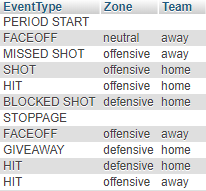 EventType Zone Team
PERIOD START
FACEOFF neutral away
MISSED SHOT offensive away
SHOT offensive home
HIT offensive home
BLOCKED SHOT defensive home
STOPPAGE
FACEOFF offensive away
GIVEAWAY defensive home
HIT defensive home
HIT offensive away